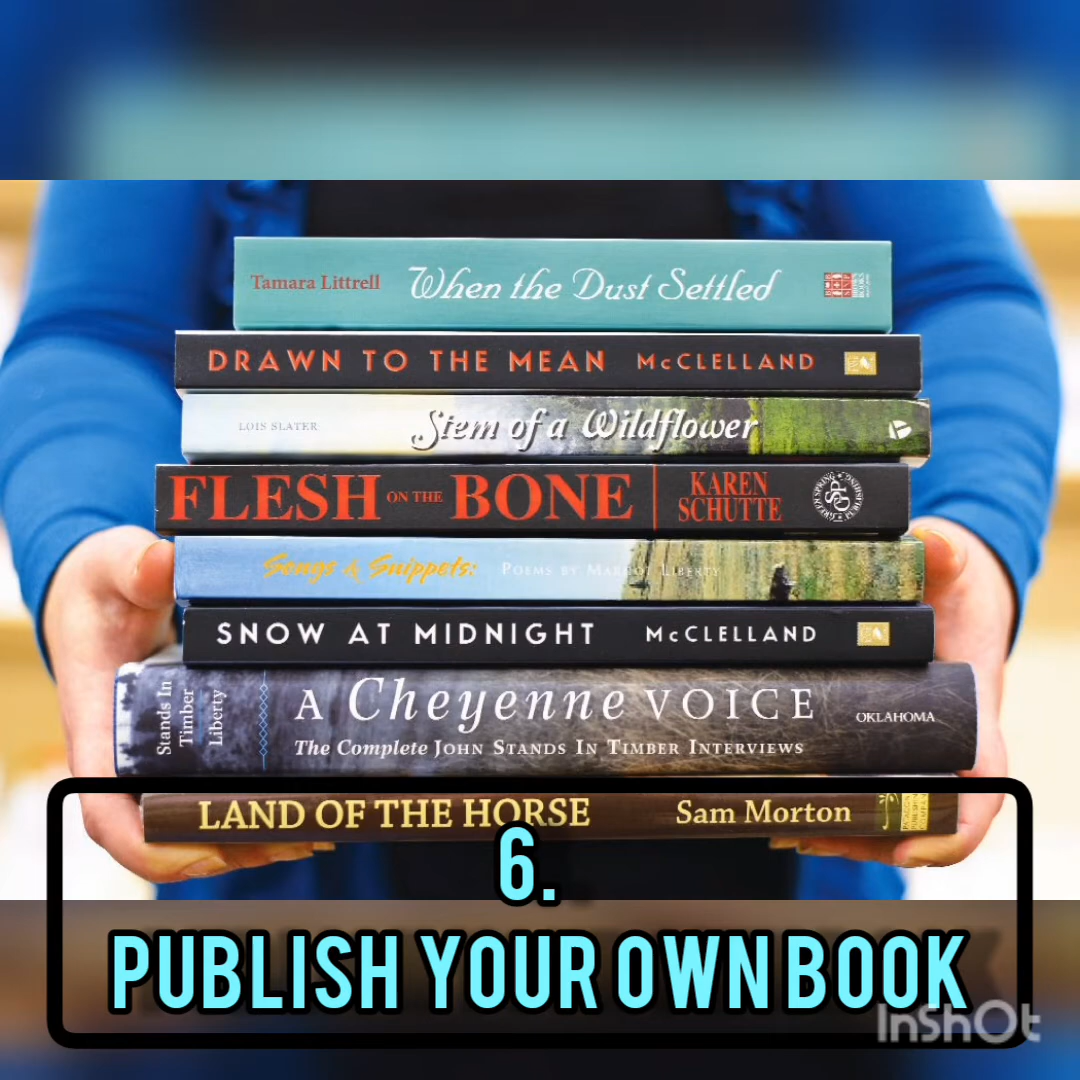 Tamara Littrell When the Dust Settled
DRAWN TO THE MEAN McCLELLAND
LOIS SLATER Stem of a Wildflower
FLESH ON THE BONE KAREN SCHUTTE
Songs & Snippets: POEMS BY MARGOT LIBERTY
SNOW AT MIDNIGHT McCLELLAND
Stands In
Timber
Liberty
A Cheyenne VOICE
The Complete JOHN STANDS IN TIMBER INTERVIEWS
OKLAHOMA
LAND OF THE HORSE Sam Morton
6.
PUBLISH YOUR OWN BOOK
InShOt